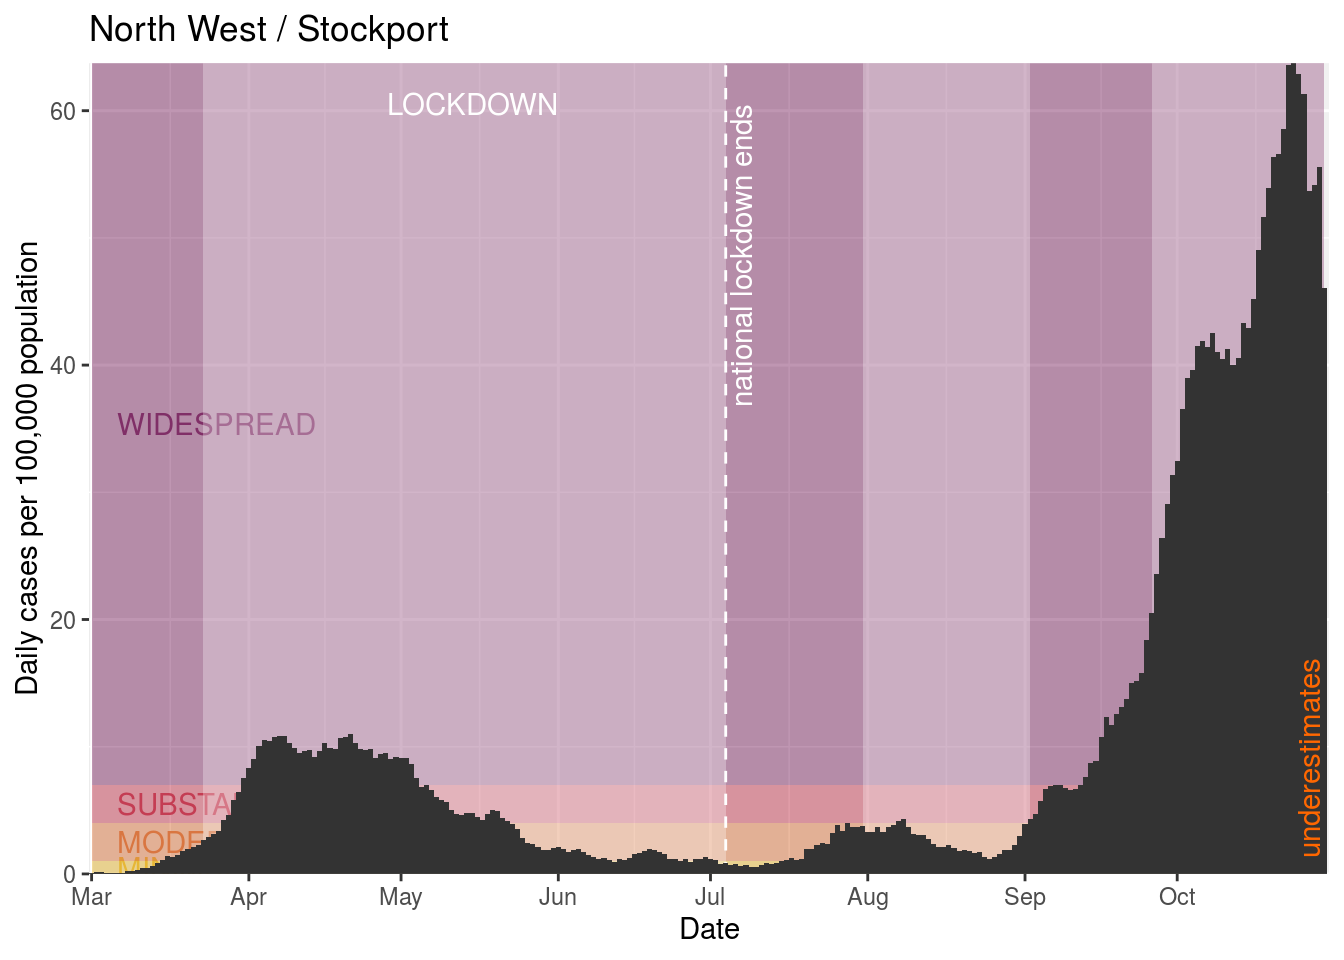 North West / Stockport
LOCKDOWN
national lockdown ends
WIDESPREAD
underestimates
Daily cases per 100,000 population
60
40
20
0
Mar Apr May Jun Jul Aug Sep Oct
Date